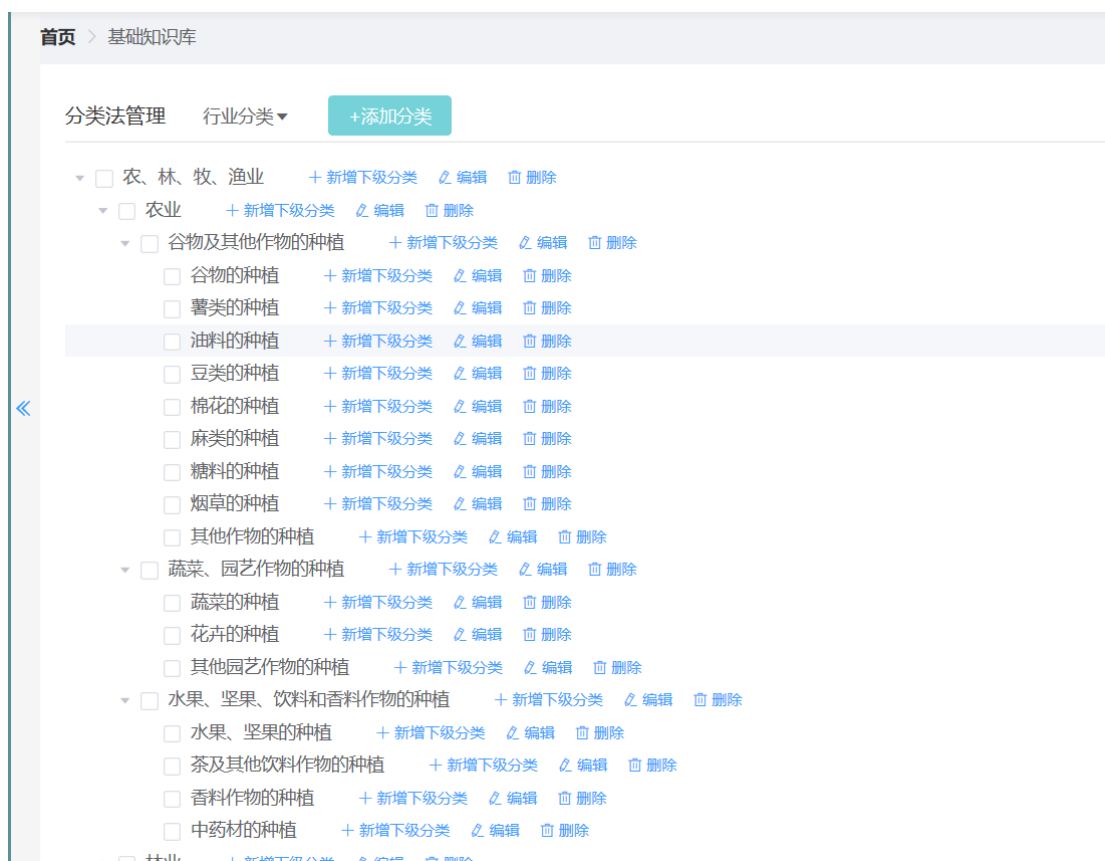 首页 > 基础知识库
分类法管理 行业分类 +添加分类
农、林、牧、渔业 + 新增下级分类 编辑 删除
农业 + 新增下级分类 编辑 删除
谷物及其他作物的种植 + 新增下级分类 编辑 删除
谷物的种植 + 新增下级分类 编辑 删除
薯类的种植 + 新增下级分类 编辑 删除
油料的种植 + 新增下级分类 编辑 删除
豆类的种植 + 新增下级分类 编辑 删除
棉花的种植 + 新增下级分类 编辑 删除
麻类的种植 + 新增下级分类 编辑 删除
糖料的种植 + 新增下级分类 编辑 删除
烟草的种植 + 新增下级分类 编辑 删除
其他作物的种植 + 新增下级分类 编辑 删除
蔬菜、园艺作物的种植 + 新增下级分类 编辑 删除
蔬菜的种植 + 新增下级分类 编辑 删除
花卉的种植 + 新增下级分类 编辑 删除
其他园艺作物的种植 + 新增下级分类 编辑 删除
水果、坚果、饮料和香料作物的种植 + 新增下级分类 编辑 删除
水果、坚果的种植 + 新增下级分类 编辑 删除
茶及其他饮料作物的种植 + 新增下级分类 编辑 删除
香料作物的种植 + 新增下级分类 编辑 删除
中药材的种植 + 新增下级分类 编辑 删除
林业 + 新增下级分类 编辑 删除